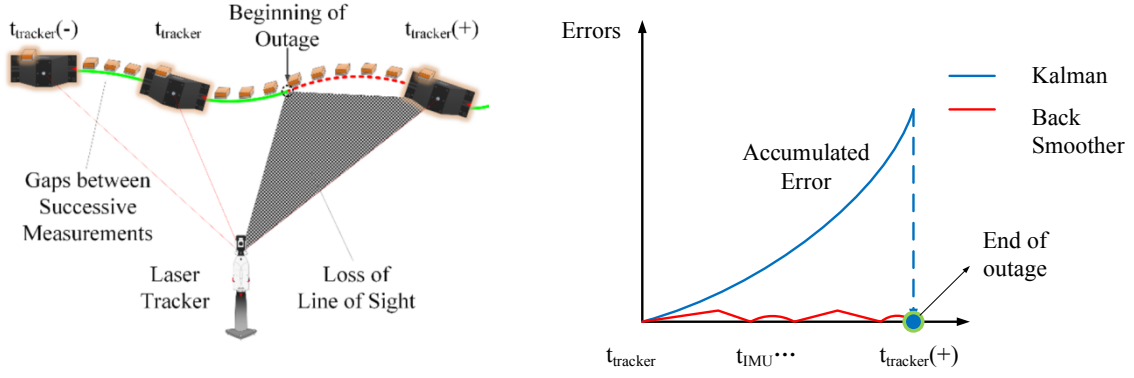 t_tracker(-)
t_tracker
Beginning of
Outage
t_tracker(+)
Gaps between
Successive
Measurements
Laser
Tracker
Loss of
Line of Sight
Errors
Kalman
Back
Smoother
Accumulated
Error
End of
outage
t_tracker
t_IMU...
t_tracker(+)